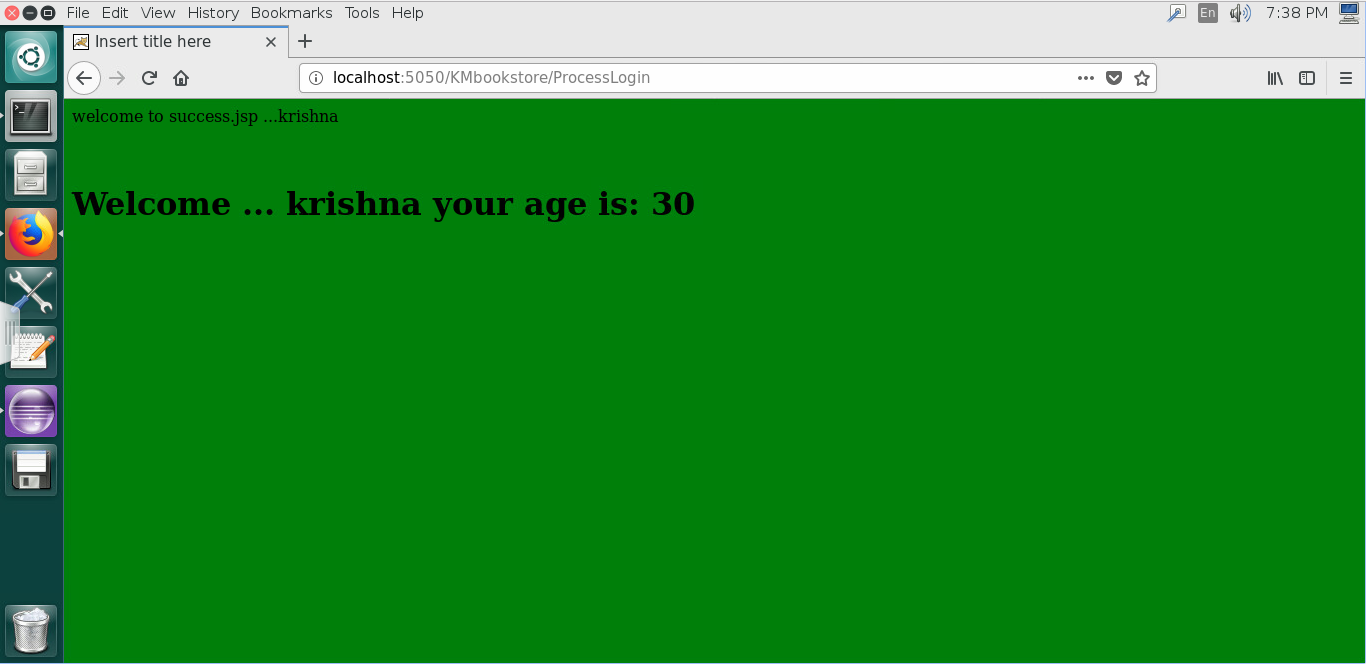 File Edit View History Bookmarks Tools Help En 7:38 PM
Insert title here
localhost:5050/KMbookstore/ProcessLogin
welcome to success.jsp ...krishna
Welcome ... krishna your age is: 30